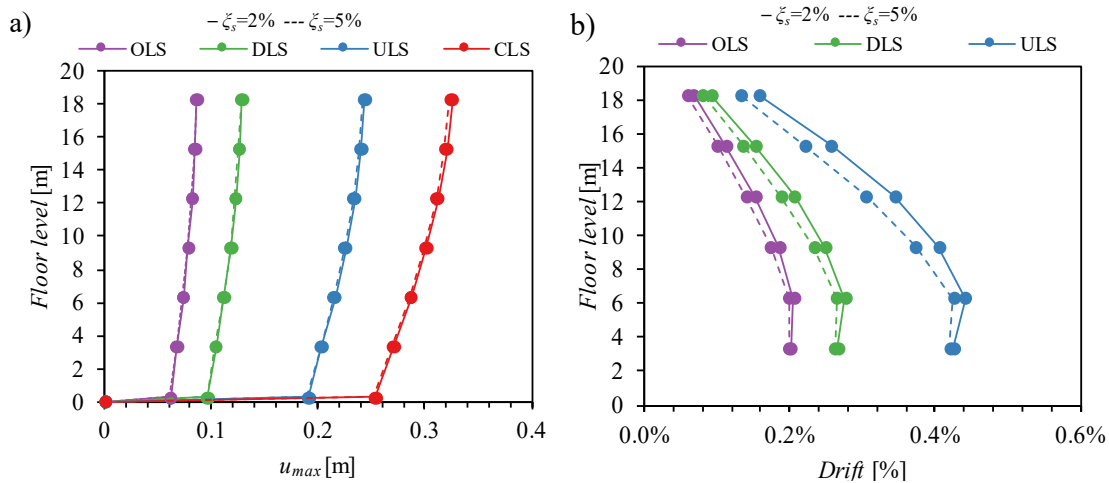 a)
− ξs=2% --- ξs=5%
OLS DLS ULS CLS
20
18
16
14
12
10
8
6
4
2
0
Floor level [m]
0 0.1 0.2 0.3 0.4
umax [m]
b)
− ξs=2% --- ξs=5%
OLS DLS ULS
20
18
16
14
12
10
8
6
4
2
0
Floor level [m]
0.0% 0.2% 0.4% 0.6%
Drift [%]